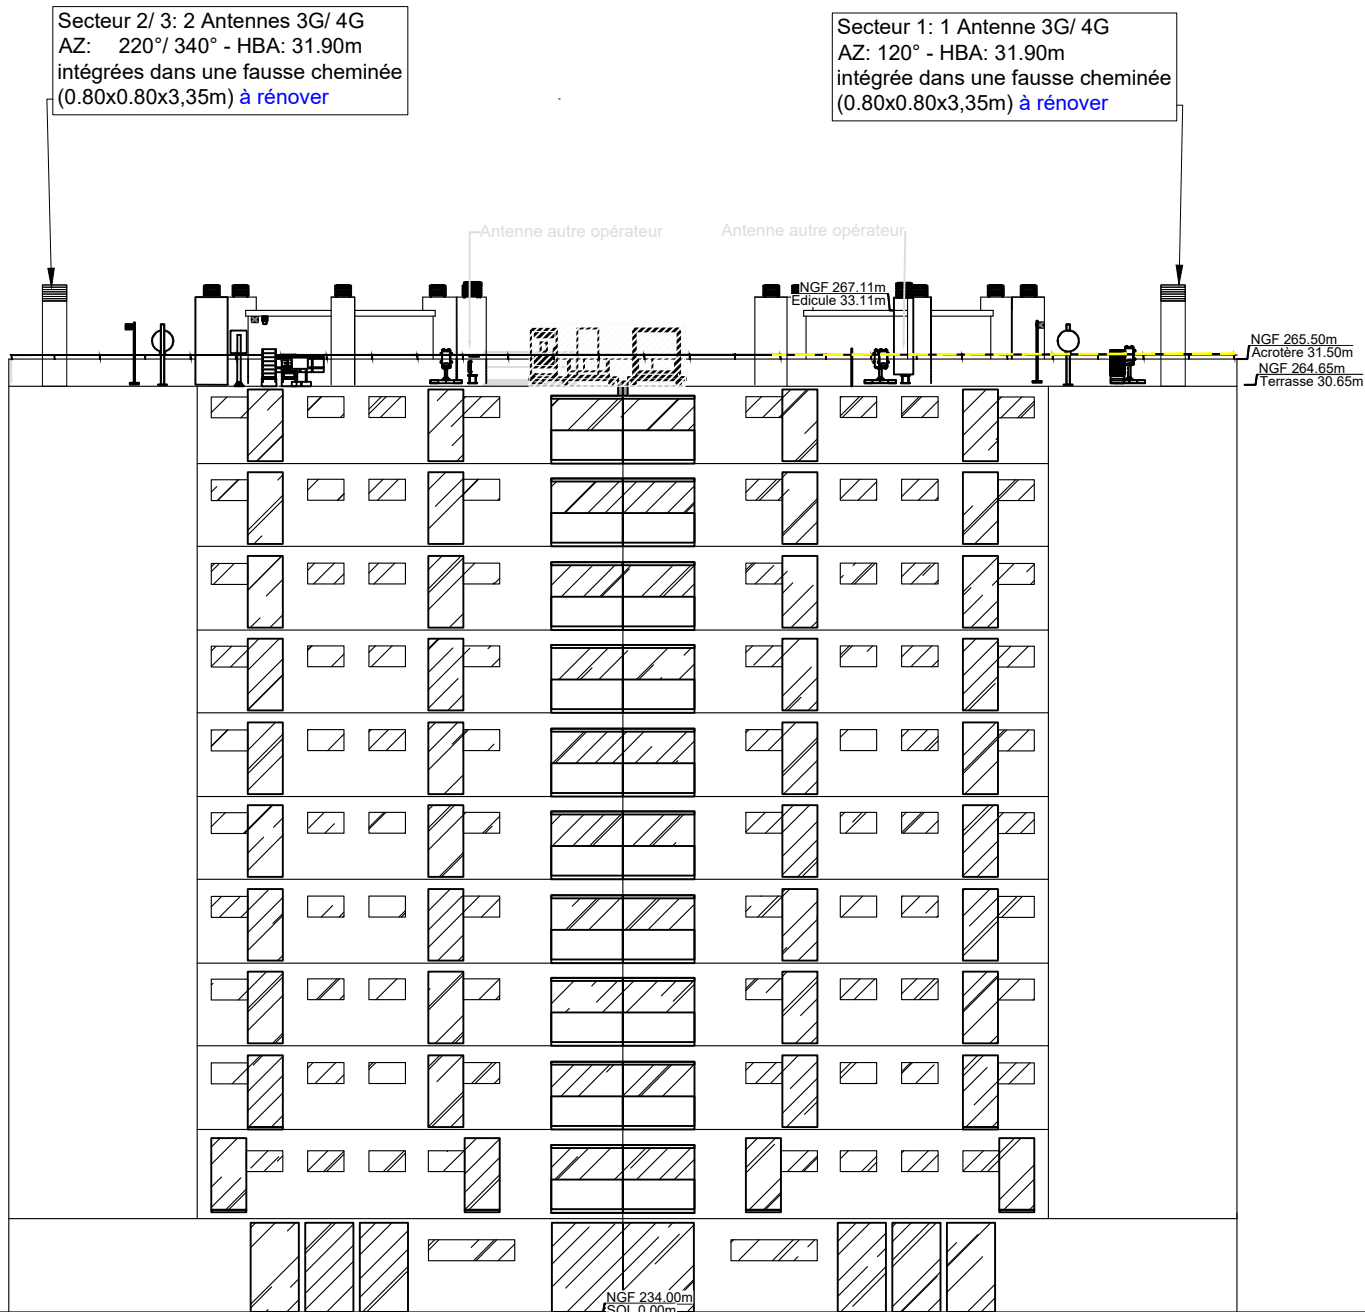 Secteur 2/ 3: 2 Antennes 3G/ 4G
AZ: 220°/ 340° - HBA: 31.90m
intégrées dans une fausse cheminée
(0.80x0.80x3,35m) à rénover
Secteur 1: 1 Antenne 3G/ 4G
AZ: 120° - HBA: 31.90m
intégrée dans une fausse cheminée
(0.80x0.80x3,35m) à rénover
Antenne autre opérateur
Antenne autre opérateur
NGF 267.11m
Edicule 33.11m
NGF 265.50m
Acrotère 31.50m
NGF 264.65m
Terrasse 30.65m
NGF 234.00m
SOL 0.00m